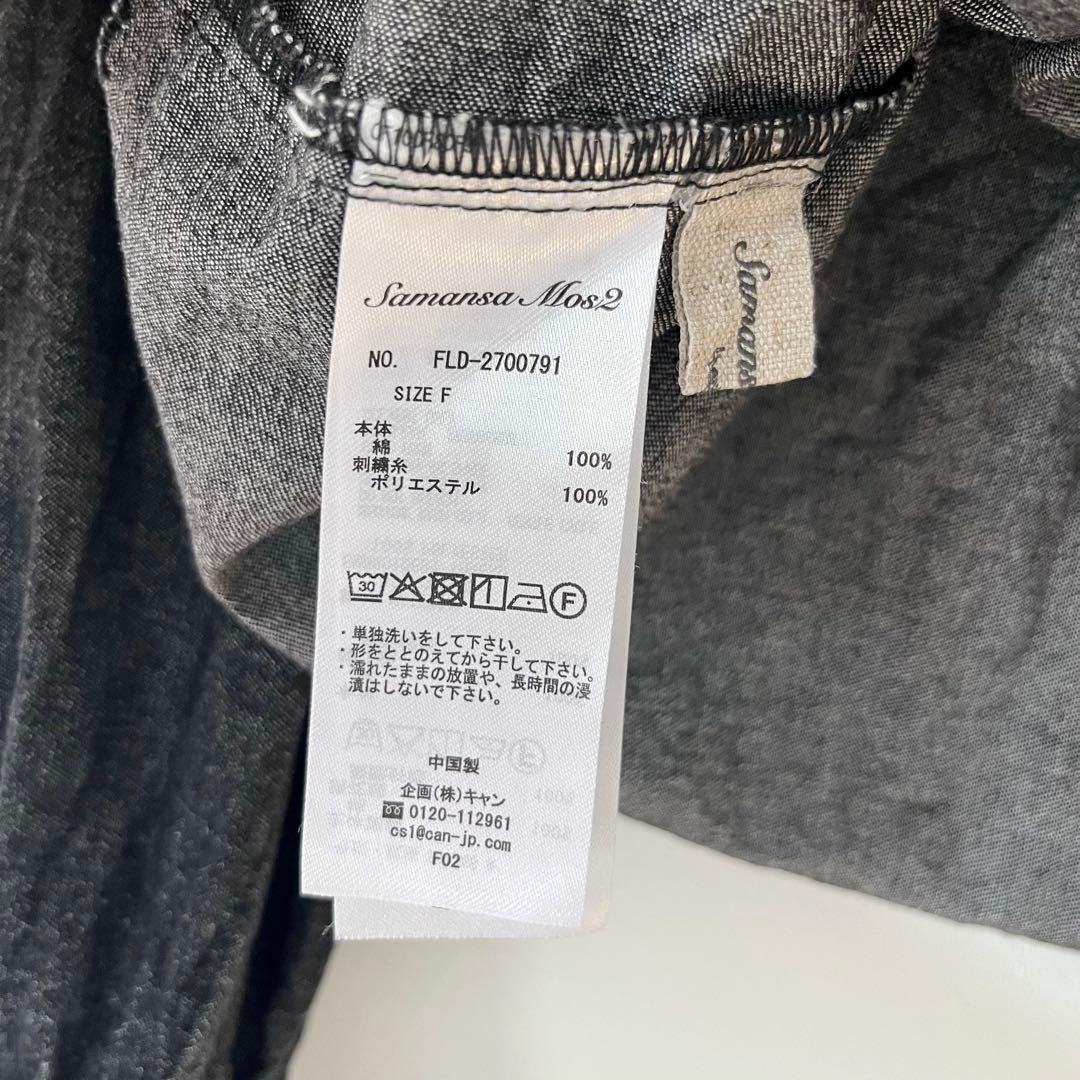 Samansa Mos2
NO. FLD-2700791
SIZE F
本体
綿 100%
刺繍糸
ポリエステル 100%
30
F
・単独洗いをして下さい。
・形をととのえてから干して下さい。
・濡れたままの放置や、長時間の浸
漬はしないで下さい。
中国製
企画(株)キャン
0120-112961
cs1@can-jp.com
F02
Samans